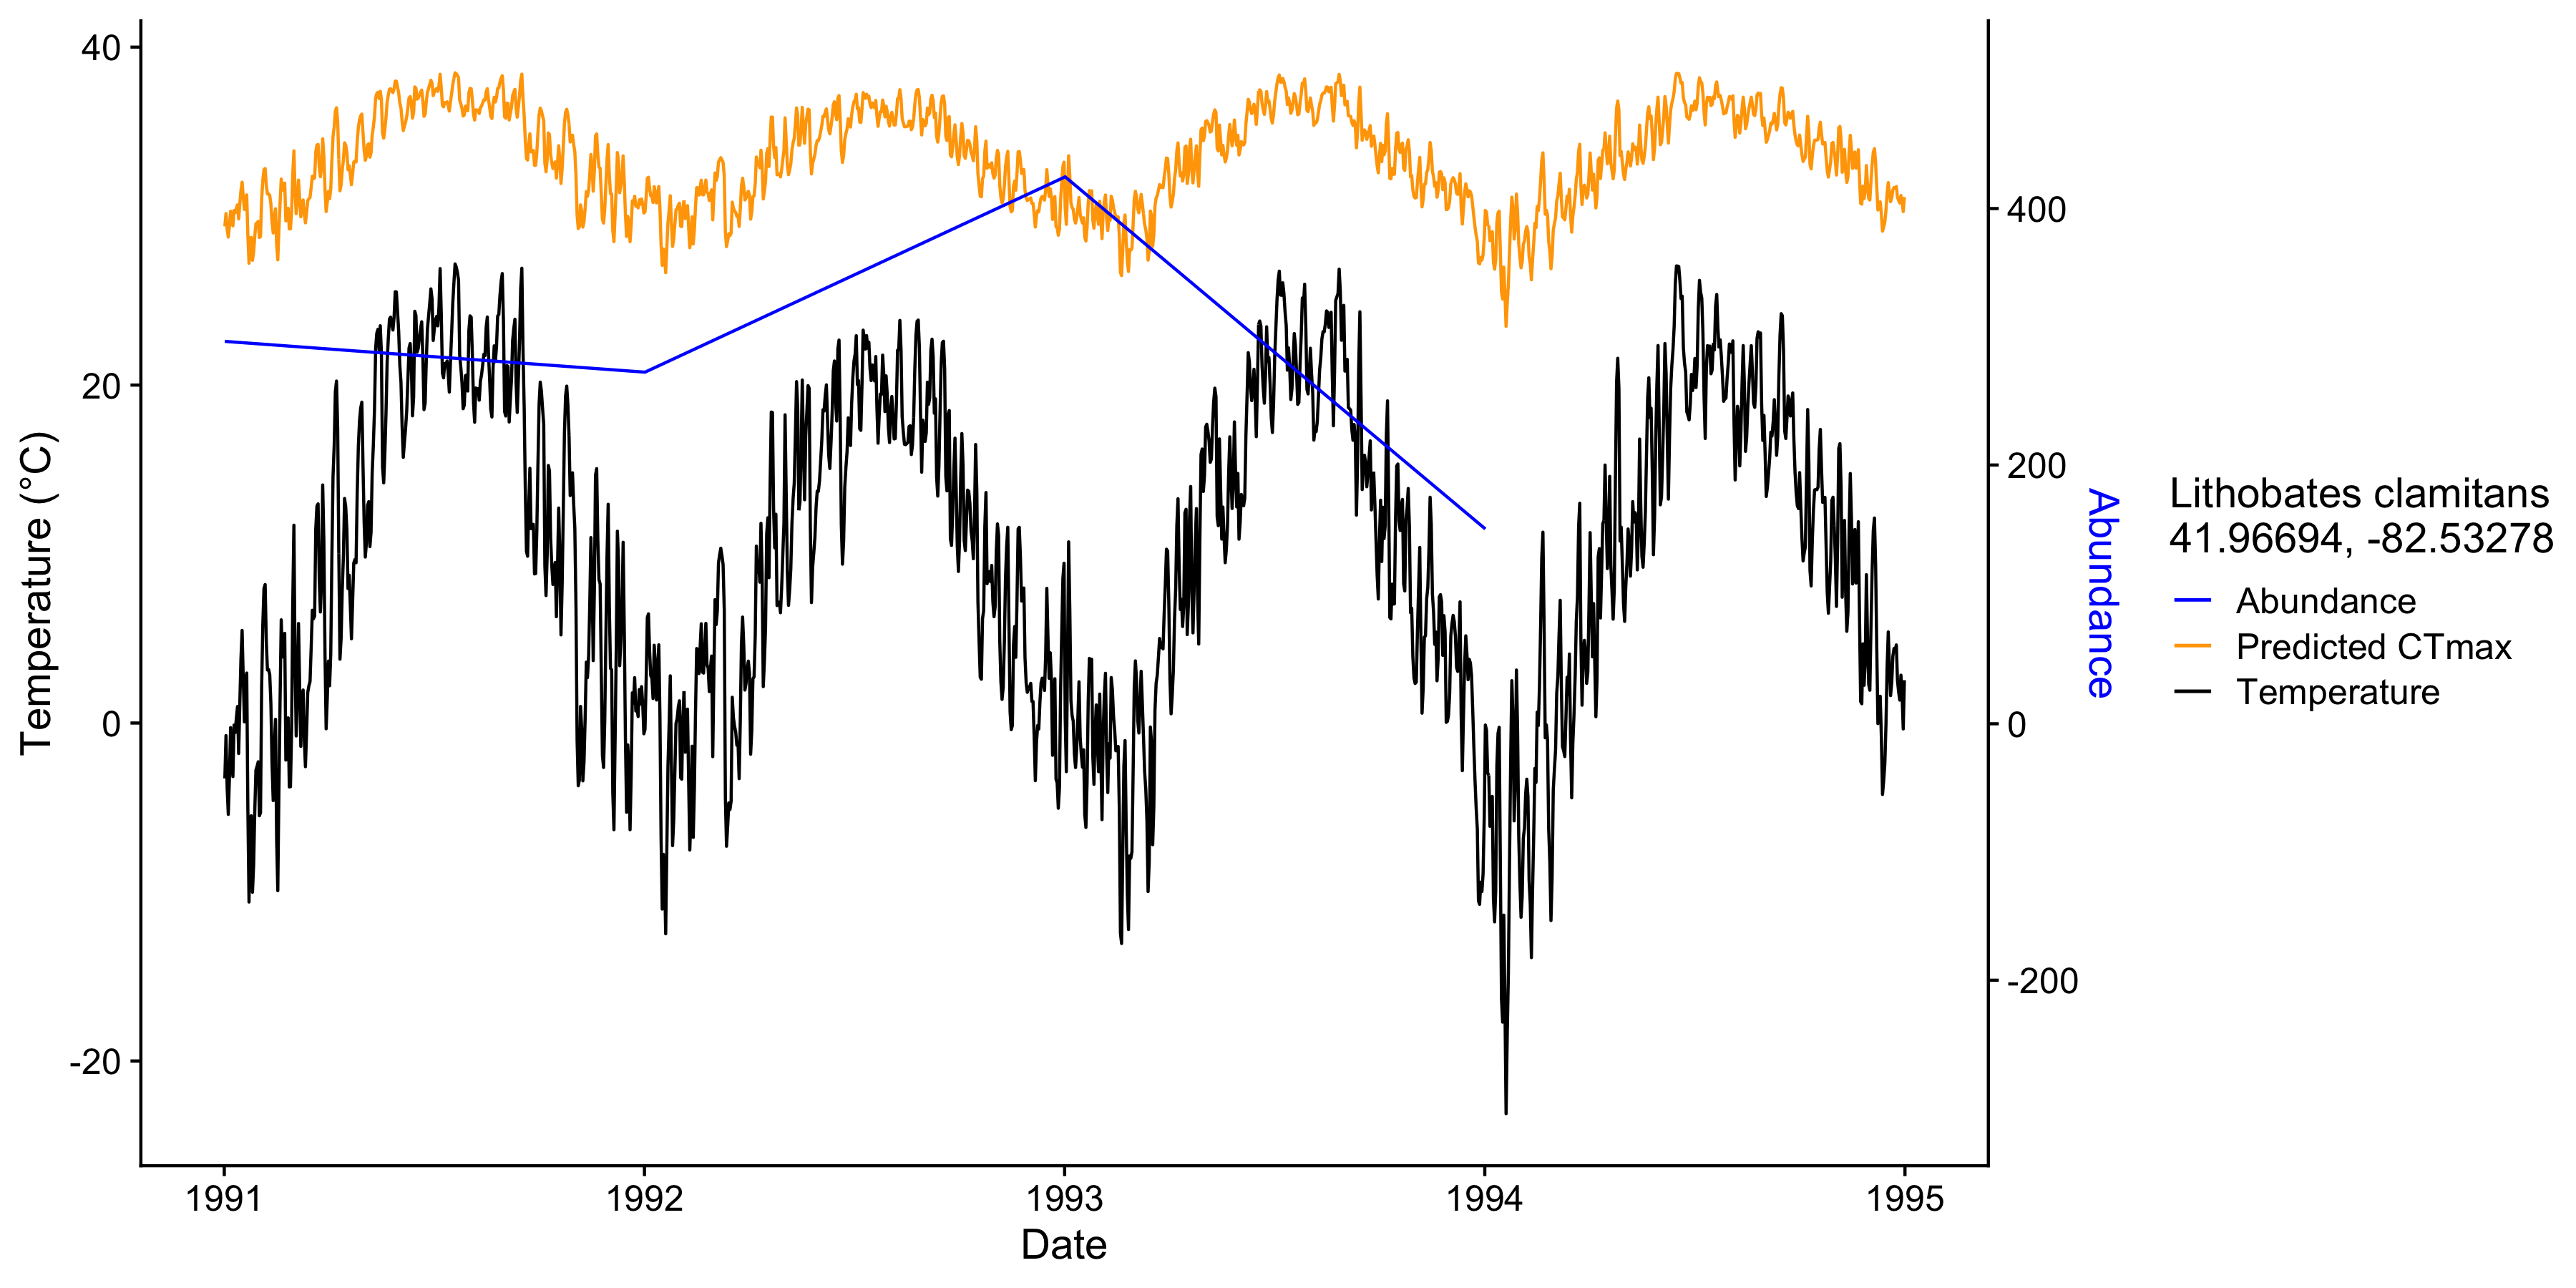 40
20
0
-20
Temperature (°C)
1991
1992
1993
1994
1995
Date
400
200
0
-200
Abundance
Lithobates clamitans
41.96694, -82.53278
Abundance
Predicted CTmax
Temperature